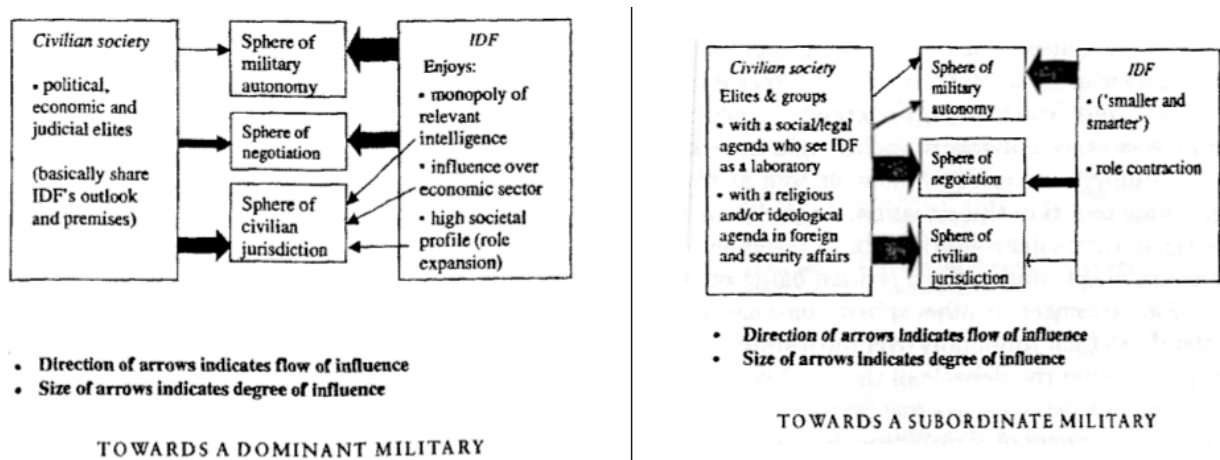 Civilian society
• political,
economic and
judicial elites
(basically share
IDF's outlook
and premises)
Sphere of
military
autonomy
Sphere of
negotiation
Sphere of
civilian
jurisdiction
IDF
Enjoys:
• monopoly of
relevant
intelligence
• influence over
economic sector
• high societal
profile (role
expansion)
• Direction of arrows indicates flow of influence
• Size of arrows indicates degree of influence
TOWARDS A DOMINANT MILITARY
Civilian society
Elites & groups
• with a social/legal
agenda who see IDF
as a laboratory
• with a religious
and/or ideological
agenda in foreign
and security affairs
Sphere of
military
autonomy
Sphere of
negotiation
Sphere of
civilian
jurisdiction
IDF
• ('smaller and
smarter')
• role contraction
• Direction of arrows indicates flow of influence
• Size of arrows indicates degree of influence
TOWARDS A SUBORDINATE MILITARY